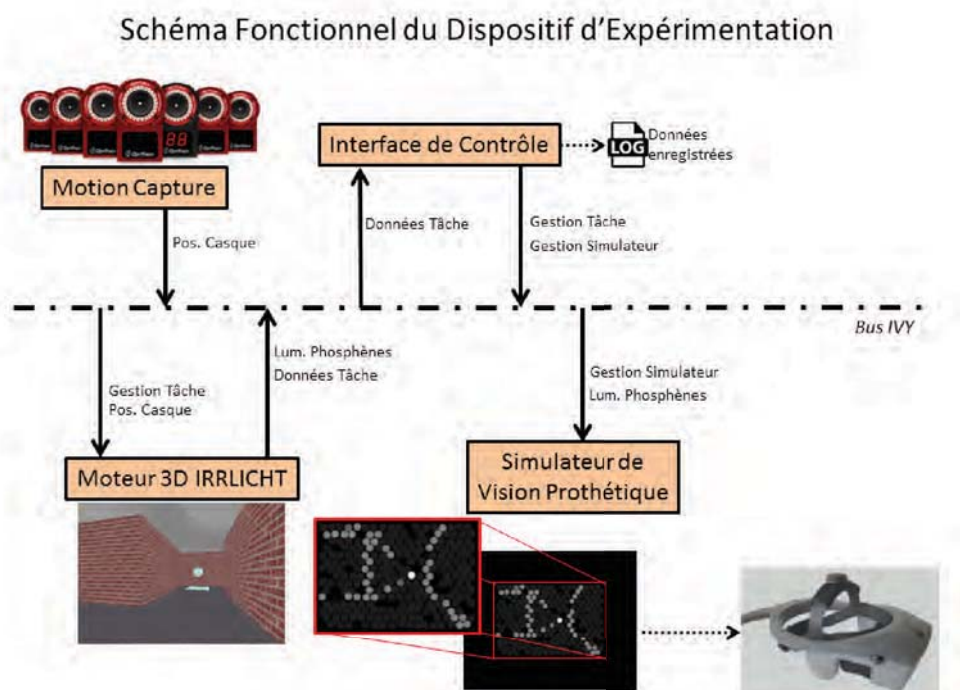 Schéma Fonctionnel du Dispositif d'Expérimentation
88
Motion Capture
Interface de Contrôle
LOG
Données
enregistrées
Pos. Casque
Données Tâche
Gestion Tâche
Gestion Simulateur
Bus IVY
Gestion Tâche
Pos. Casque
Lum. Phosphènes
Données Tâche
Gestion Simulateur
Lum. Phosphènes
Moteur 3D IRRLICHT
Simulateur de
Vision Prothétique